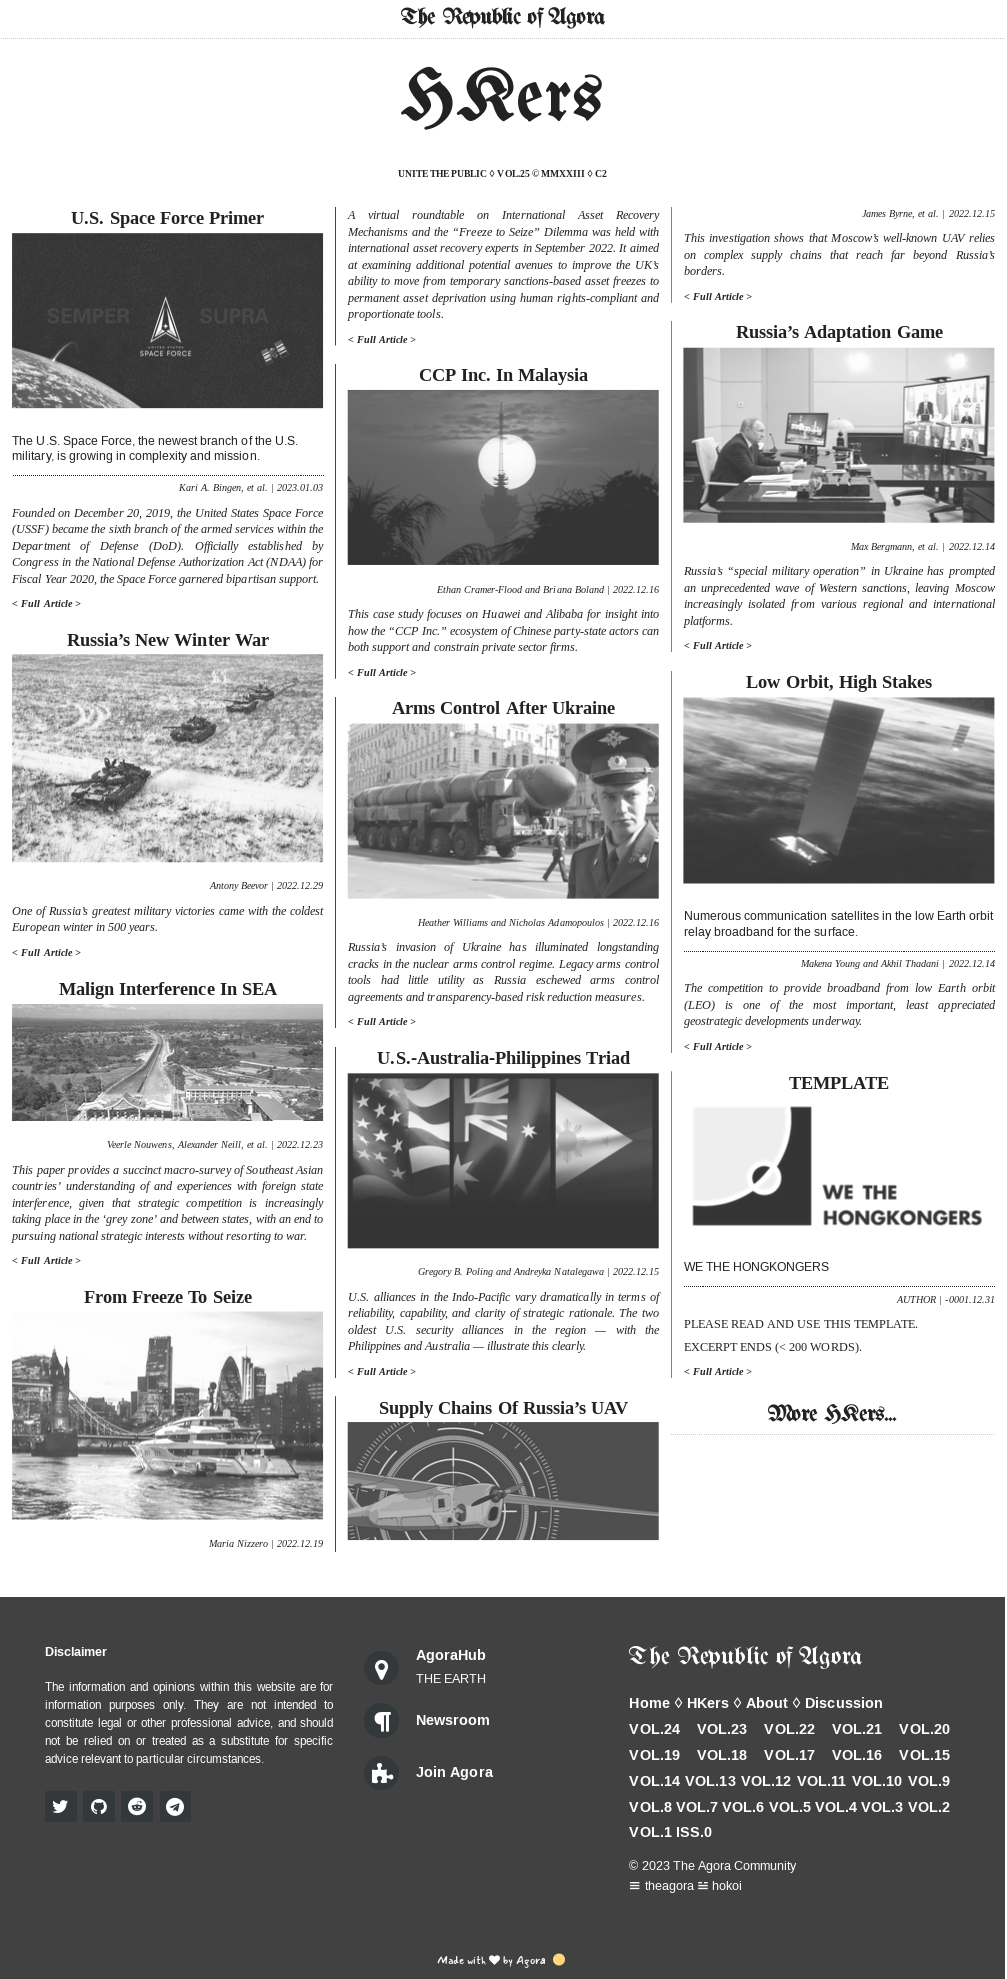 The Republic of Agora
HKers
UNITE THE PUBLIC ◊ VOL.25 © MMXXIII ◊ C2
U.S. Space Force Primer
SEMPER SUPRA
UNITED STATES
SPACE FORCE
The U.S. Space Force, the newest branch of the U.S.
military, is growing in complexity and mission.
Kari A. Bingen, et al. | 2023.01.03
Founded on December 20, 2019, the United States Space Force
(USSF) became the sixth branch of the armed services within the
Department of Defense (DoD). Officially established by
Congress in the National Defense Authorization Act (NDAA) for
Fiscal Year 2020, the Space Force garnered bipartisan support.
< Full Article >
Russia’s New Winter War
Antony Beevor | 2022.12.29
One of Russia’s greatest military victories came with the coldest
European winter in 500 years.
< Full Article >
Malign Interference In SEA
Veerle Nouwens, Alexander Neill, et al. | 2022.12.23
This paper provides a succinct macro-survey of Southeast Asian
countries’ understanding of and experiences with foreign state
interference, given that strategic competition is increasingly
taking place in the ‘grey zone’ and between states, with an end to
pursuing national strategic interests without resorting to war.
< Full Article >
From Freeze To Seize
Maria Nizzero | 2022.12.19
A virtual roundtable on International Asset Recovery
Mechanisms and the “Freeze to Seize” Dilemma was held with
international asset recovery experts in September 2022. It aimed
at examining additional potential avenues to improve the UK’s
ability to move from temporary sanctions-based asset freezes to
permanent asset deprivation using human rights-compliant and
proportionate tools.
< Full Article >
CCP Inc. In Malaysia
Ethan Cramer-Flood and Briana Boland | 2022.12.16
This case study focuses on Huawei and Alibaba for insight into
how the “CCP Inc.” ecosystem of Chinese party-state actors can
both support and constrain private sector firms.
< Full Article >
Arms Control After Ukraine
Heather Williams and Nicholas Adamopoulos | 2022.12.16
Russia’s invasion of Ukraine has illuminated longstanding
cracks in the nuclear arms control regime. Legacy arms control
tools had little utility as Russia eschewed arms control
agreements and transparency-based risk reduction measures.
< Full Article >
U.S.-Australia-Philippines Triad
Gregory B. Poling and Andreyka Natalegawa | 2022.12.15
U.S. alliances in the Indo-Pacific vary dramatically in terms of
reliability, capability, and clarity of strategic rationale. The two
oldest U.S. security alliances in the region — with the
Philippines and Australia — illustrate this clearly.
< Full Article >
Supply Chains Of Russia’s UAV
James Byrne, et al. | 2022.12.15
This investigation shows that Moscow’s well-known UAV relies
on complex supply chains that reach far beyond Russia’s
borders.
< Full Article >
Russia’s Adaptation Game
Max Bergmann, et al. | 2022.12.14
Russia’s “special military operation” in Ukraine has prompted
an unprecedented wave of Western sanctions, leaving Moscow
increasingly isolated from various regional and international
platforms.
< Full Article >
Low Orbit, High Stakes
Numerous communication satellites in the low Earth orbit
relay broadband for the surface.
Makena Young and Akhil Thadani | 2022.12.14
The competition to provide broadband from low Earth orbit
(LEO) is one of the most important, least appreciated
geostrategic developments underway.
< Full Article >
TEMPLATE
WE THE
HONGKONGERS
WE THE HONGKONGERS
AUTHOR | -0001.12.31
PLEASE READ AND USE THIS TEMPLATE.
EXCERPT ENDS (< 200 WORDS).
< Full Article >
More HKers...
Disclaimer
The information and opinions within this website are for
information purposes only. They are not intended to
constitute legal or other professional advice, and should
not be relied on or treated as a substitute for specific
advice relevant to particular circumstances.
AgoraHub
THE EARTH
Newsroom
Join Agora
The Republic of Agora
Home ◊ HKers ◊ About ◊ Discussion
VOL.24 VOL.23 VOL.22 VOL.21 VOL.20
VOL.19 VOL.18 VOL.17 VOL.16 VOL.15
VOL.14 VOL.13 VOL.12 VOL.11 VOL.10 VOL.9
VOL.8 VOL.7 VOL.6 VOL.5 VOL.4 VOL.3 VOL.2
VOL.1 ISS.0
© 2023 The Agora Community
𝌆 theagora ䷡ hokoi
Made with ♥ by Agora